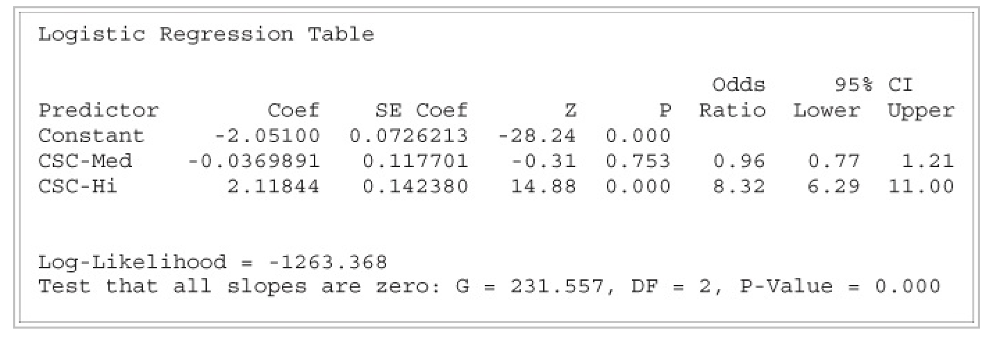 Logistic Regression Table
Odds 95% CI
Predictor Coef SE Coef Z P Ratio Lower Upper
Constant -2.05100 0.0726213 -28.24 0.000
CSC-Med -0.0369891 0.117701 -0.31 0.753 0.96 0.77 1.21
CSC-Hi 2.11844 0.142380 14.88 0.000 8.32 6.29 11.00
Log-Likelihood = -1263.368
Test that all slopes are zero: G = 231.557, DF = 2, P-Value = 0.000